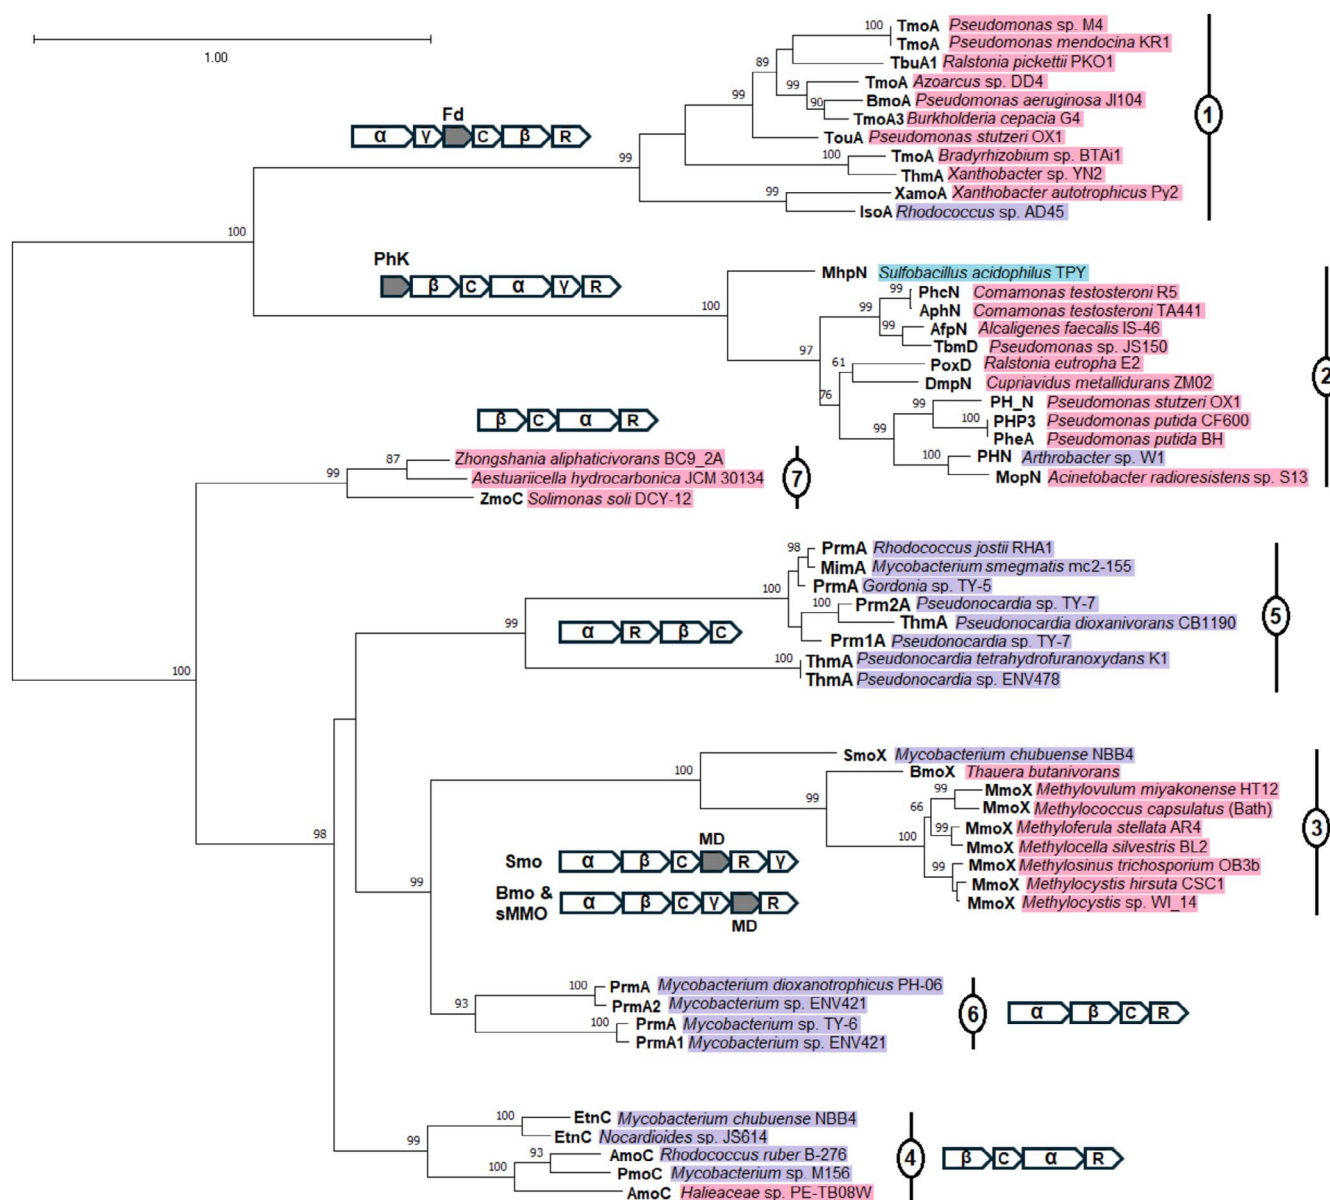 1.00
Fd
α γ C β R
100 TmoA Pseudomonas sp. M4
TmoA Pseudomonas mendocina KR1
89 TbuA1 Ralstonia pickettii PKO1
99 TmoA Azoarcus sp. DD4
90 BmoA Pseudomonas aeruginosa JI104
99 TmoA3 Burkholderia cepacia G4
TouA Pseudomonas stutzeri OX1
99 100 TmoA Bradyrhizobium sp. BTAi1
ThmA Xanthobacter sp. YN2
99 XamoA Xanthobacter autotrophicus Py2
IsoA Rhodococcus sp. AD45
1
100
PhK
β C α γ R
MhpN Sulfobacillus acidophilus TPY
99 PhcN Comamonas testosteroni R5
100 99 AphN Comamonas testosteroni TA441
99 AfpN Alcaligenes faecalis IS-46
97 TbmD Pseudomonas sp. JS150
61 PoxD Ralstonia eutropha E2
76 DmpN Cupriavidus metallidurans ZM02
99 PH_N Pseudomonas stutzeri OX1
100 PHP3 Pseudomonas putida CF600
99 PheA Pseudomonas putida BH
100 PHN Arthrobacter sp. W1
MopN Acinetobacter radioresistens sp. S13
2
β C α R
87 Zhongshania aliphaticivorans BC9_2A
99 Aestuariicella hydrocarbonica JCM 30134
ZmoC Solimonas soli DCY-12
7
98 PrmA Rhodococcus jostii RHA1
MimA Mycobacterium smegmatis mc2-155
100 PrmA Gordonia sp. TY-5
100 Prm2A Pseudonocardia sp. TY-7
99 ThmA Pseudonocardia dioxanivorans CB1190
Prm1A Pseudonocardia sp. TY-7
100 ThmA Pseudonocardia tetrahydrofuranoxydans K1
ThmA Pseudonocardia sp. ENV478
α R β C
5
100
SmoX Mycobacterium chubuense NBB4
100 BmoX Thauera butanivorans
99 99 MmoX Methylovulum miyakonense HT12
66 MmoX Methylococcus capsulatus (Bath)
100 99 MmoX Methyloferula stellata AR4
MmoX Methylocella silvestris BL2
99 MmoX Methylosinus trichosporium OB3b
MmoX Methylocystis hirsuta CSC1
MmoX Methylocystis sp. WI_14
3
98
99
MD
Smo α β C R γ
Bmo &
sMMO α β C γ R
MD
100 PrmA Mycobacterium dioxanotrophicus PH-06
93 PrmA2 Mycobacterium sp. ENV421
100 PrmA Mycobacterium sp. TY-6
PrmA1 Mycobacterium sp. ENV421
6
α β C R
100 EtnC Mycobacterium chubuense NBB4
99 EtnC Nocardioides sp. JS614
93 AmoC Rhodococcus ruber B-276
100 PmoC Mycobacterium sp. M156
AmoC Halieaceae sp. PE-TB08W
4
β C α R